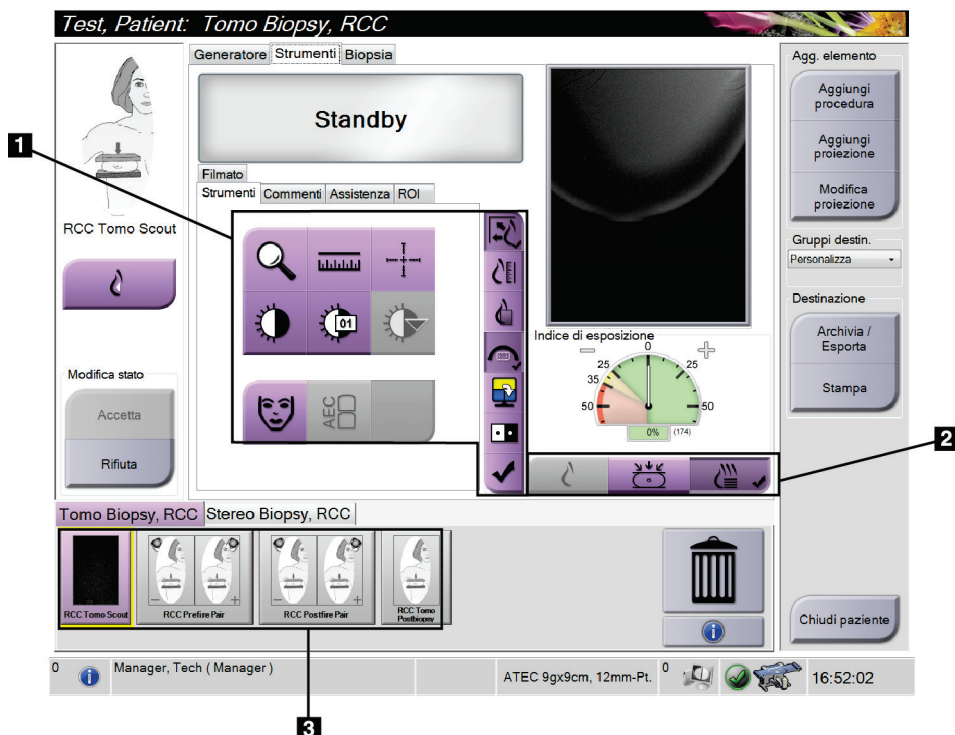 Test, Patient: Tomo Biopsy, RCC
Generatore Strumenti Biopsia
Agg. elemento
Aggiungi
procedura
Aggiungi
proiezione
Modifica
proiezione
Standby
1
Filmato
Strumenti Commenti Assistenza ROI
RCC Tomo Scout
Gruppi destin.
Personalizza
Destinazione
Archivia /
Esporta
Stampa
01
Indice di esposizione
0
25 25
35
50 50
0% (174)
AEC
Modifica stato
Accetta
Rifiuta
2
Tomo Biopsy, RCC Stereo Biopsy, RCC
RCC Tomo Scout
RCC Prefire Pair
RCC Postfire Pair
RCC Tomo
Postbiopsy
Chiudi paziente
0 Manager, Tech ( Manager ) ATEC 9gx9cm, 12mm-Pt. 0 16:52:02
3